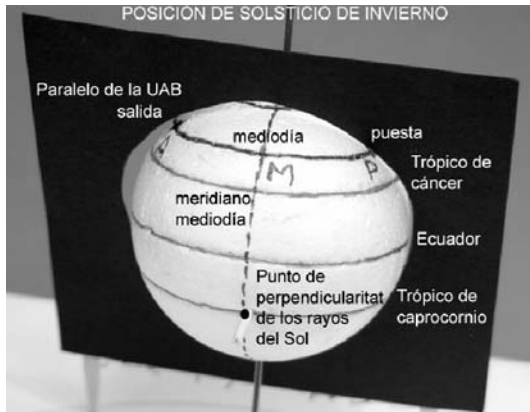 POSICIÓN DE SOLSTICIO DE INVIERNO
Paralelo de la UAB
salida
mediodía
puesta
A
M
P
Trópico de
cáncer
meridiano
mediodía
Ecuador
Punto de
perpendicularitat
de los rayos
del Sol
Trópico de
caprocornio